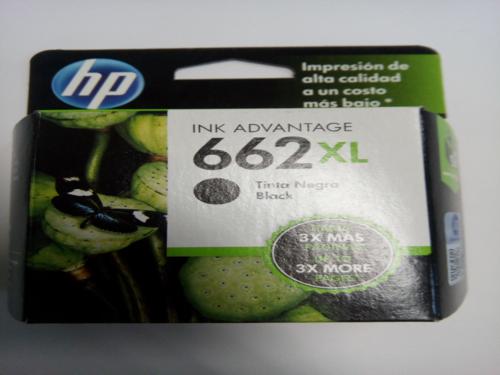 hp
Impresión de
alta calidad
a un costo
más bajo*
INK ADVANTAGE
662XL
Tinta Negra
Black
3X MÁS
3X MORE